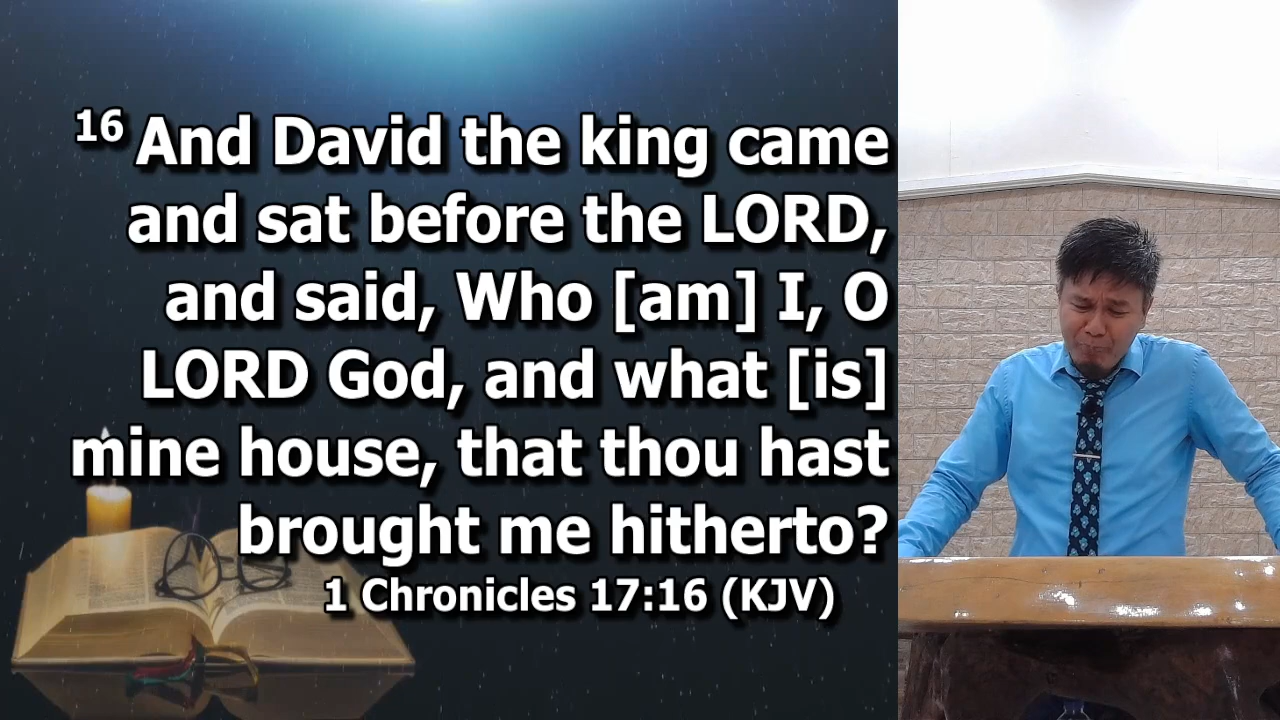 16 And David the king came
and sat before the LORD,
and said, Who [am] I, O
LORD God, and what [is]
mine house, that thou hast
brought me hitherto?
1 Chronicles 17:16 (KJV)